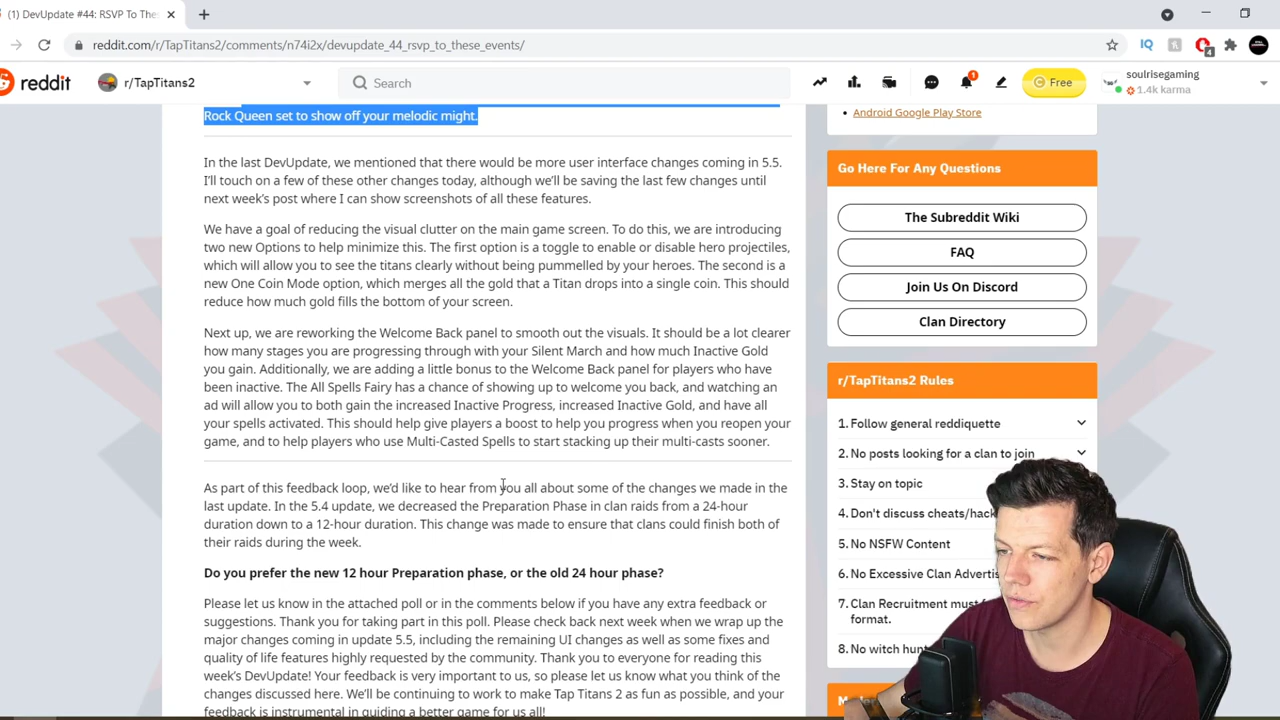 (1) DevUpdate #44: RSVP To The
reddit.com/r/TapTitans2/comments/n74i2x/devupdate_44_rsvp_to_these_events/
IQ
4
reddit
r/TapTitans2
Search
1
Free
soulrisegaming
1.4k karma
Rock Queen set to show off your melodic might.
In the last DevUpdate, we mentioned that there would be more user interface changes coming in 5.5.
I'll touch on a few of these other changes today, although we'll be saving the last few changes until
next week's post where I can show screenshots of all these features.
We have a goal of reducing the visual clutter on the main game screen. To do this, we are introducing
two new Options to help minimize this. The first option is a toggle to enable or disable hero projectiles,
which will allow you to see the titans clearly without being pummelled by your heroes. The second is a
new One Coin Mode option, which merges all the gold that a Titan drops into a single coin. This should
reduce how much gold fills the bottom of your screen.
Next up, we are reworking the Welcome Back panel to smooth out the visuals. It should be a lot clearer
how many stages you are progressing through with your Silent March and how much Inactive Gold
you gain. Additionally, we are adding a little bonus to the Welcome Back panel for players who have
been inactive. The All Spells Fairy has a chance of showing up to welcome you back, and watching an
ad will allow you to both gain the increased Inactive Progress, increased Inactive Gold, and have all
your spells activated. This should help give players a boost to help you progress when you reopen your
game, and to help players who use Multi-Casted Spells to start stacking up their multi-casts sooner.
As part of this feedback loop, we'd like to hear from you all about some of the changes we made in the
last update. In the 5.4 update, we decreased the Preparation Phase in clan raids from a 24-hour
duration down to a 12-hour duration. This change was made to ensure that clans could finish both of
their raids during the week.
Do you prefer the new 12 hour Preparation phase, or the old 24 hour phase?
Please let us know in the attached poll or in the comments below if you have any extra feedback or
suggestions. Thank you for taking part in this poll. Please check back next week when we wrap up the
major changes coming in update 5.5, including the remaining UI changes as well as some fixes and
quality of life features highly requested by the community. Thank you to everyone for reading this
week's DevUpdate! Your feedback is very important to us, so please let us know what you think of the
changes discussed here. We'll be continuing to work to make Tap Titans 2 as fun as possible, and your
feedback is instrumental in guiding a better game for us all!
Android Google Play Store
Go Here For Any Questions
The Subreddit Wiki
FAQ
Join Us On Discord
Clan Directory
r/TapTitans2 Rules
1. Follow general reddiquette
2. No posts looking for a clan to join
3. Stay on topic
4. Don't discuss cheats/hack
5. No NSFW Content
6. No Excessive Clan Advertis
7. Clan Recruitment must
format.
8. No witch hun